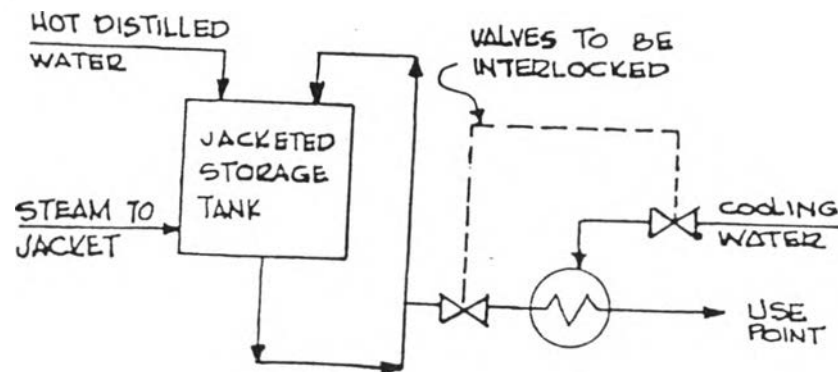 HOT DISTILLED
WATER
VALVES TO BE
INTERLOCKED
JACKETED
STORAGE
TANK
STEAM TO
JACKET
COOLING
WATER
USE
POINT